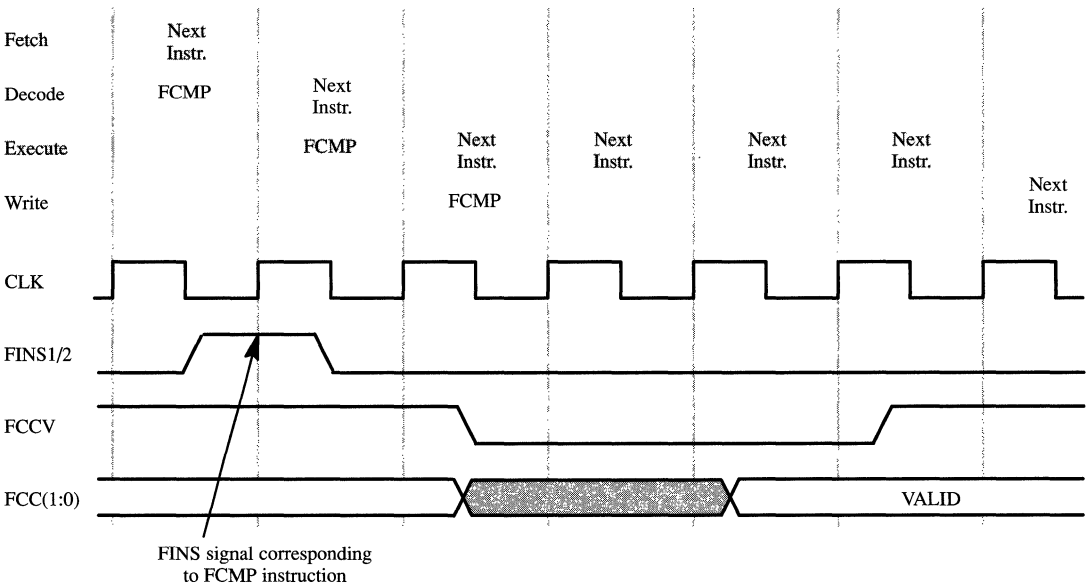 Fetch
Next
Instr.
Decode
FCMP
Next
Instr.
Execute
FCMP
Next
Instr.
Next
Instr.
Next
Instr.
Next
Instr.
Write
FCMP
Next
Instr.
CLK
FINS1/2
FCCV
FCC(1:0)
VALID
FINS signal corresponding
to FCMP instruction